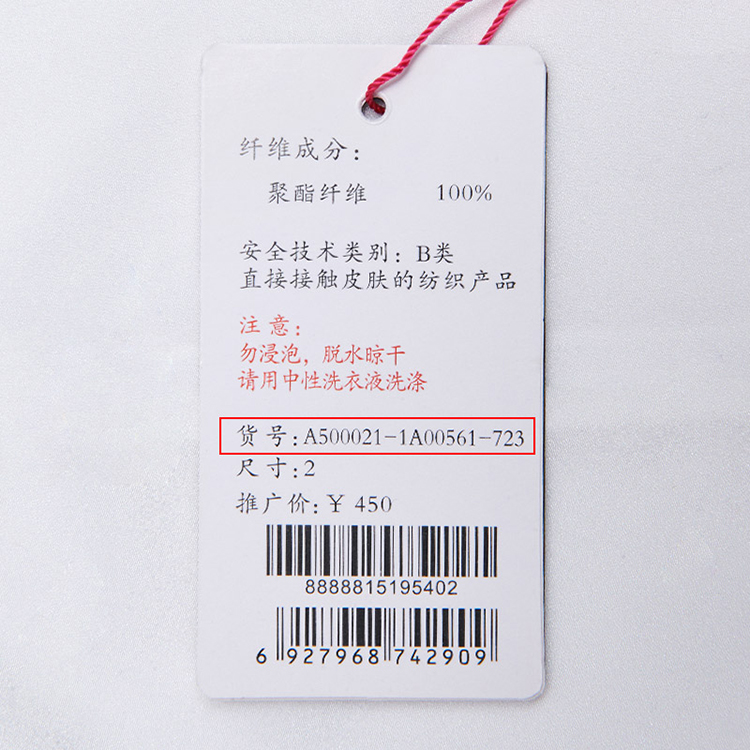 纤维成分：
聚酯纤维 100%
安全技术类别：B类
直接接触皮肤的纺织产品
注意：
勿浸泡，脱水晾干
请用中性洗衣液洗涤
货号：A500021-1A00561-723
尺寸：2
推广价：￥450
8888815195402
6 927968 742909